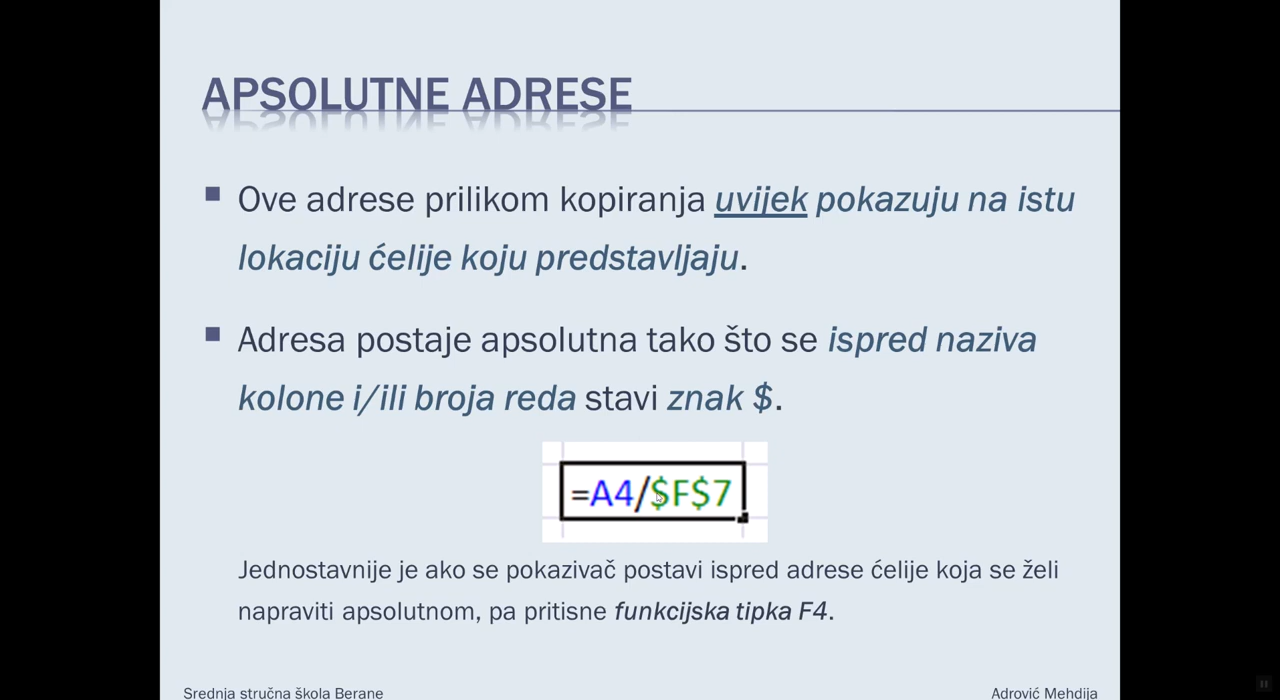 APSOLUTNE ADRESE
Ove adrese prilikom kopiranja uvijek pokazuju na istu
lokaciju ćelije koju predstavljaju.
Adresa postaje apsolutna tako što se ispred naziva
kolone i/ili broja reda stavi znak $.
=A4/$F$7
Jednostavnije je ako se pokazivač postavi ispred adrese ćelije koja se želi
napraviti apsolutnom, pa pritisne funkcijska tipka F4.
Srednja stručna škola Berane
Adrović Mehdija